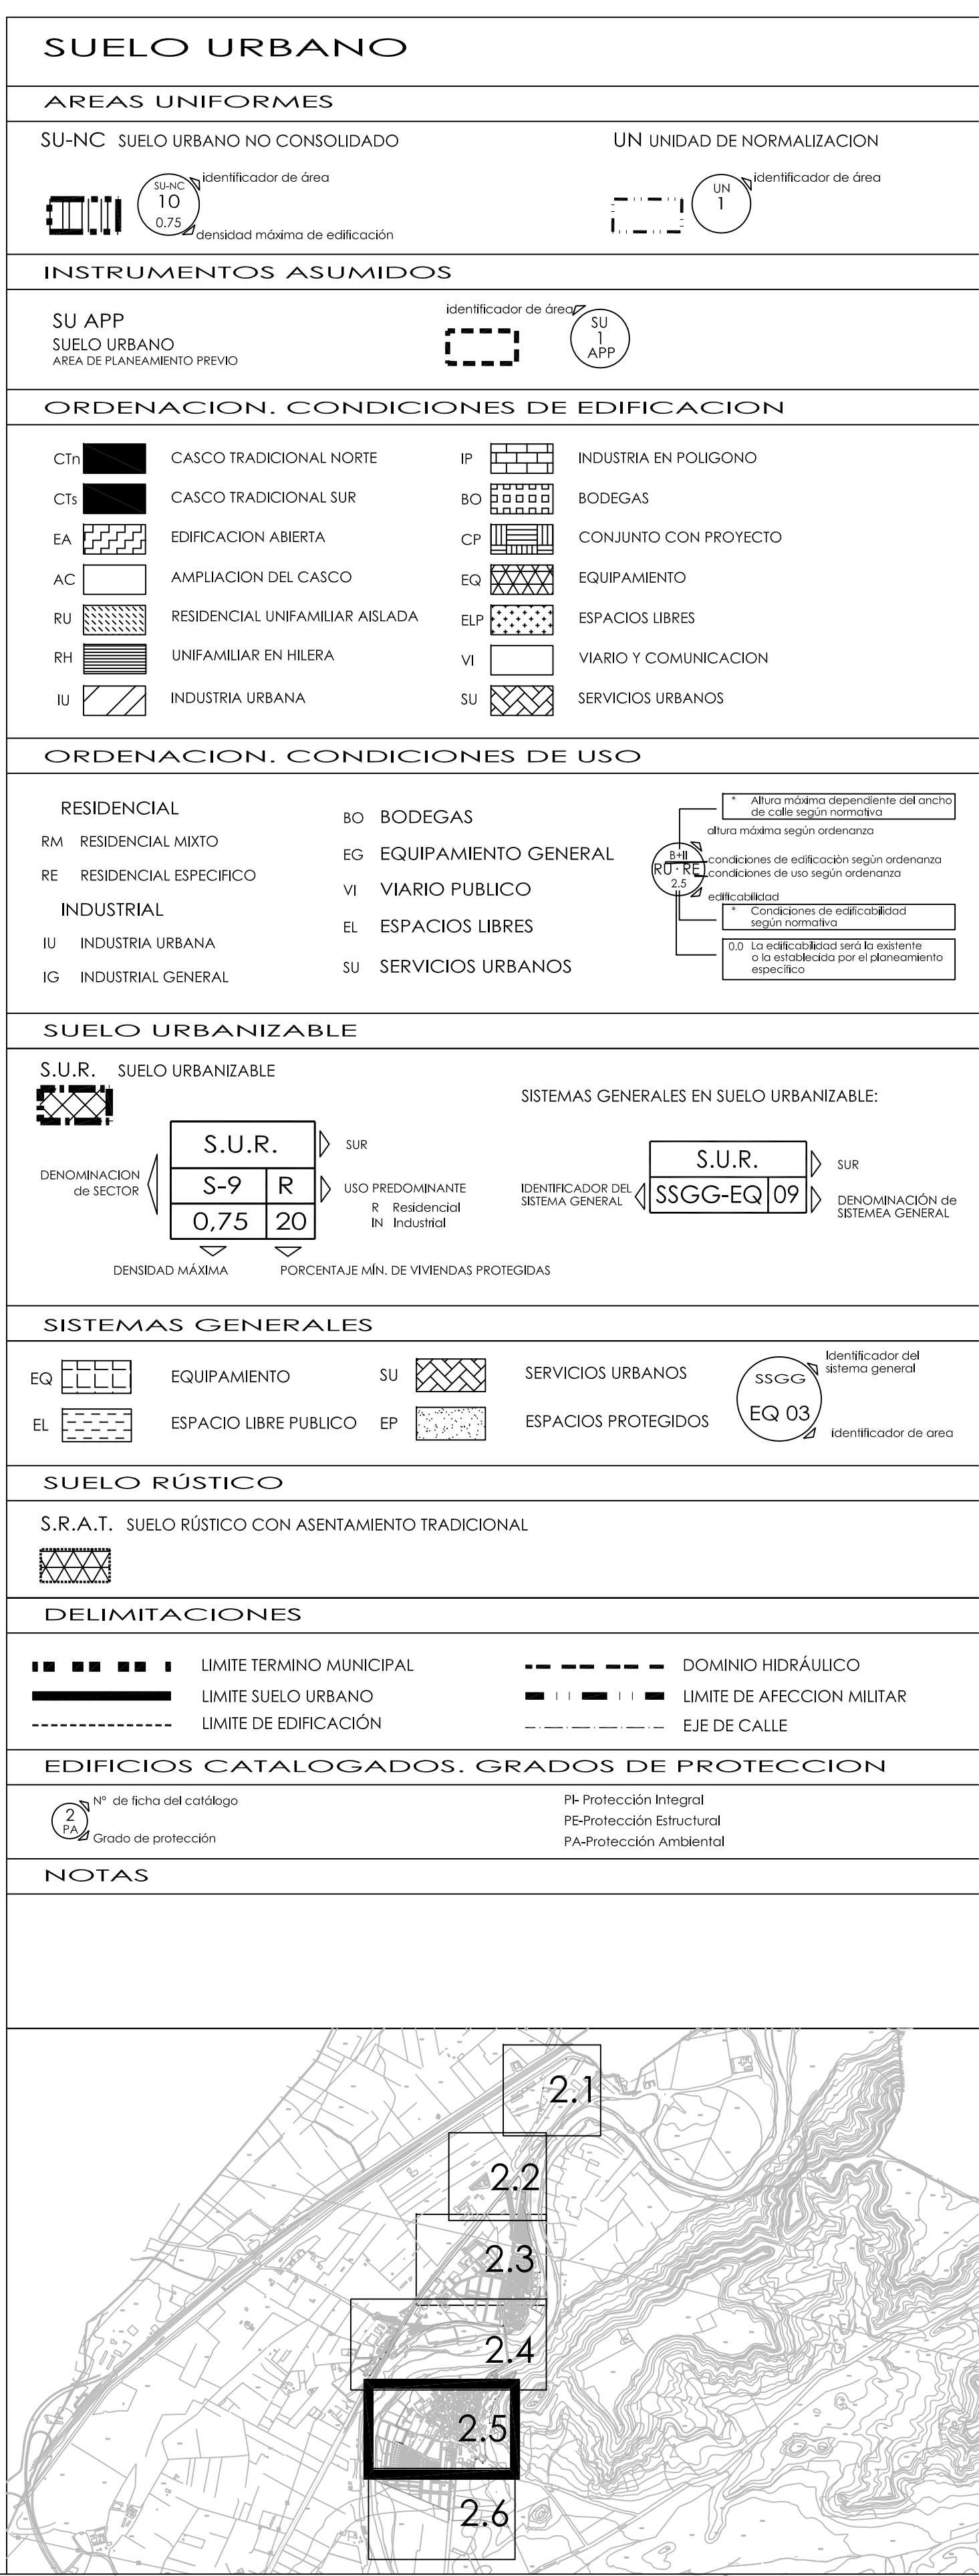 SUELO URBANO
AREAS UNIFORMES
SU-NC SUELO URBANO NO CONSOLIDADO
UN UNIDAD DE NORMALIZACION
SU-NC
10
0.75
identificador de área
densidad máxima de edificación
UN
1
identificador de área
INSTRUMENTOS ASUMIDOS
SU APP
SUELO URBANO
AREA DE PLANEAMIENTO PREVIO
identificador de área
SU
1
APP
ORDENACION. CONDICIONES DE EDIFICACION
CTn CASCO TRADICIONAL NORTE
CTs CASCO TRADICIONAL SUR
EA EDIFICACION ABIERTA
AC AMPLIACION DEL CASCO
RU RESIDENCIAL UNIFAMILIAR AISLADA
RH UNIFAMILIAR EN HILERA
IU INDUSTRIA URBANA
IP INDUSTRIA EN POLIGONO
BO BODEGAS
CP CONJUNTO CON PROYECTO
EQ EQUIPAMIENTO
ELP ESPACIOS LIBRES
VI VIARIO Y COMUNICACION
SU SERVICIOS URBANOS
ORDENACION. CONDICIONES DE USO
RESIDENCIAL
RM RESIDENCIAL MIXTO
RE RESIDENCIAL ESPECIFICO
INDUSTRIAL
IU INDUSTRIA URBANA
IG INDUSTRIAL GENERAL
BO BODEGAS
EG EQUIPAMIENTO GENERAL
VI VIARIO PUBLICO
EL ESPACIOS LIBRES
SU SERVICIOS URBANOS
* Altura máxima dependiente del ancho
de calle según normativa
altura máxima según ordenanza
B+II
RU · RE
2.5
condiciones de edificación según ordenanza
condiciones de uso según ordenanza
edificabilidad
* Condiciones de edificabilidad
según normativa
0.0 La edificabilidad será la existente
o la establecida por el planeamiento
específico
SUELO URBANIZABLE
S.U.R. SUELO URBANIZABLE
S.U.R.
SUR
DENOMINACION
de SECTOR
S-9 R
USO PREDOMINANTE
R Residencial
IN Industrial
0,75 20
DENSIDAD MÁXIMA
PORCENTAJE MÍN. DE VIVIENDAS PROTEGIDAS
SISTEMAS GENERALES EN SUELO URBANIZABLE:
S.U.R.
SUR
IDENTIFICADOR DEL
SISTEMA GENERAL
SSGG-EQ 09
DENOMINACIÓN de
SISTEMEA GENERAL
SISTEMAS GENERALES
EQ EQUIPAMIENTO
EL ESPACIO LIBRE PUBLICO
SU SERVICIOS URBANOS
EP ESPACIOS PROTEGIDOS
SSGG
EQ 03
Identificador del
sistema general
identificador de area
SUELO RÚSTICO
S.R.A.T. SUELO RÚSTICO CON ASENTAMIENTO TRADICIONAL
DELIMITACIONES
LIMITE TERMINO MUNICIPAL
LIMITE SUELO URBANO
LIMITE DE EDIFICACIÓN
DOMINIO HIDRÁULICO
LIMITE DE AFECCION MILITAR
EJE DE CALLE
EDIFICIOS CATALOGADOS. GRADOS DE PROTECCION
2
PA
Nº de ficha del catálogo
Grado de protección
PI- Protección Integral
PE-Protección Estructural
PA-Protección Ambiental
NOTAS
2.1
2.2
2.3
2.4
2.5
2.6